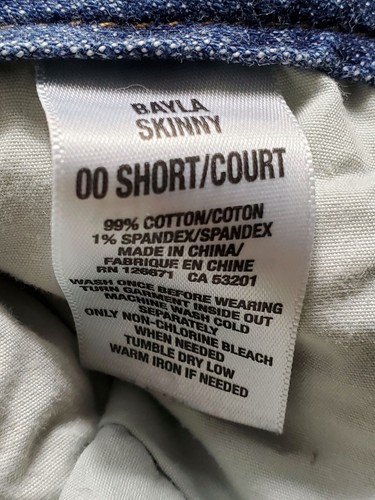 BAYLA
SKINNY
00 SHORT/COURT
99% COTTON/COTON
1% SPANDEX/SPANDEX
MADE IN CHINA/
FABRIQUE EN CHINE
RN 126671 CA 53201
WASH ONCE BEFORE WEARING
TURN GARMENT INSIDE OUT
MACHINE WASH COLD
SEPARATELY
ONLY NON-CHLORINE BLEACH
WHEN NEEDED
TUMBLE DRY LOW
WARM IRON IF NEEDED